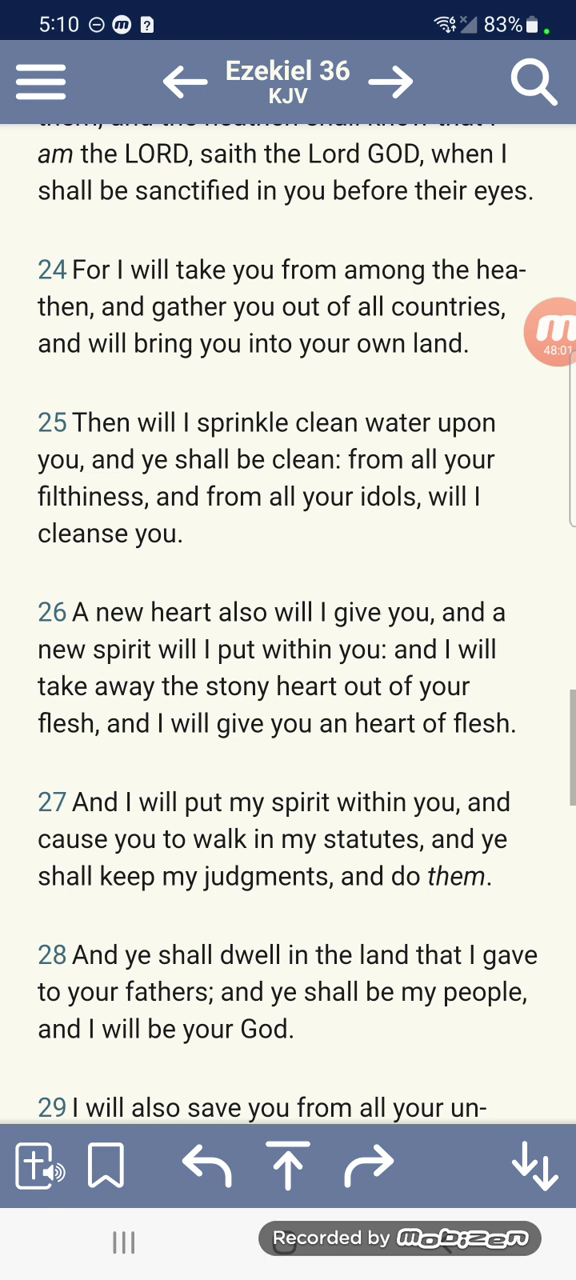 5:10
83%
Ezekiel 36
KJV
am the LORD, saith the Lord GOD, when I
shall be sanctified in you before their eyes.
24 For I will take you from among the hea-
then, and gather you out of all countries,
and will bring you into your own land.
48:01
25 Then will I sprinkle clean water upon
you, and ye shall be clean: from all your
filthiness, and from all your idols, will I
cleanse you.
26 A new heart also will I give you, and a
new spirit will I put within you: and I will
take away the stony heart out of your
flesh, and I will give you an heart of flesh.
27 And I will put my spirit within you, and
cause you to walk in my statutes, and ye
shall keep my judgments, and do them.
28 And ye shall dwell in the land that I gave
to your fathers; and ye shall be my people,
and I will be your God.
29 I will also save you from all your un-
Recorded by mobizen